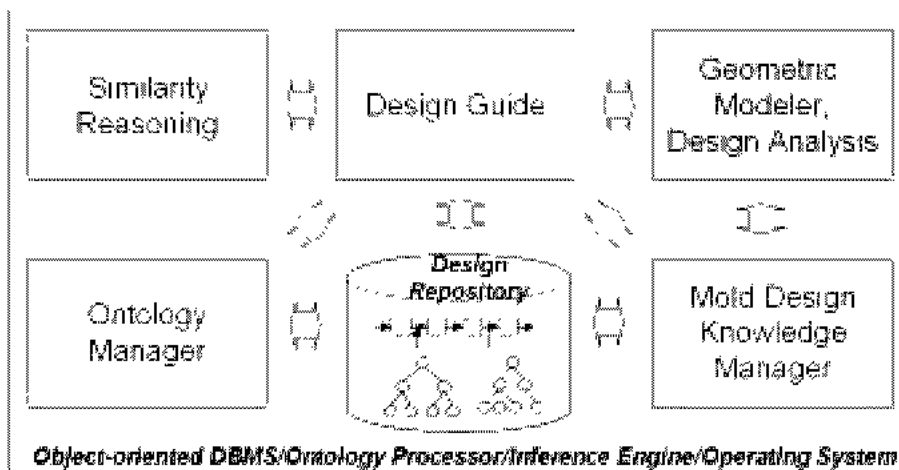 Similarity
Reasoning
Design Guide
Geometric
Modeler,
Design Analysis
Ontology
Manager
Design
Repository
Mold Design
Knowledge
Manager
Object-oriented DBMS/Ontology Processor/Inference Engine/Operating System